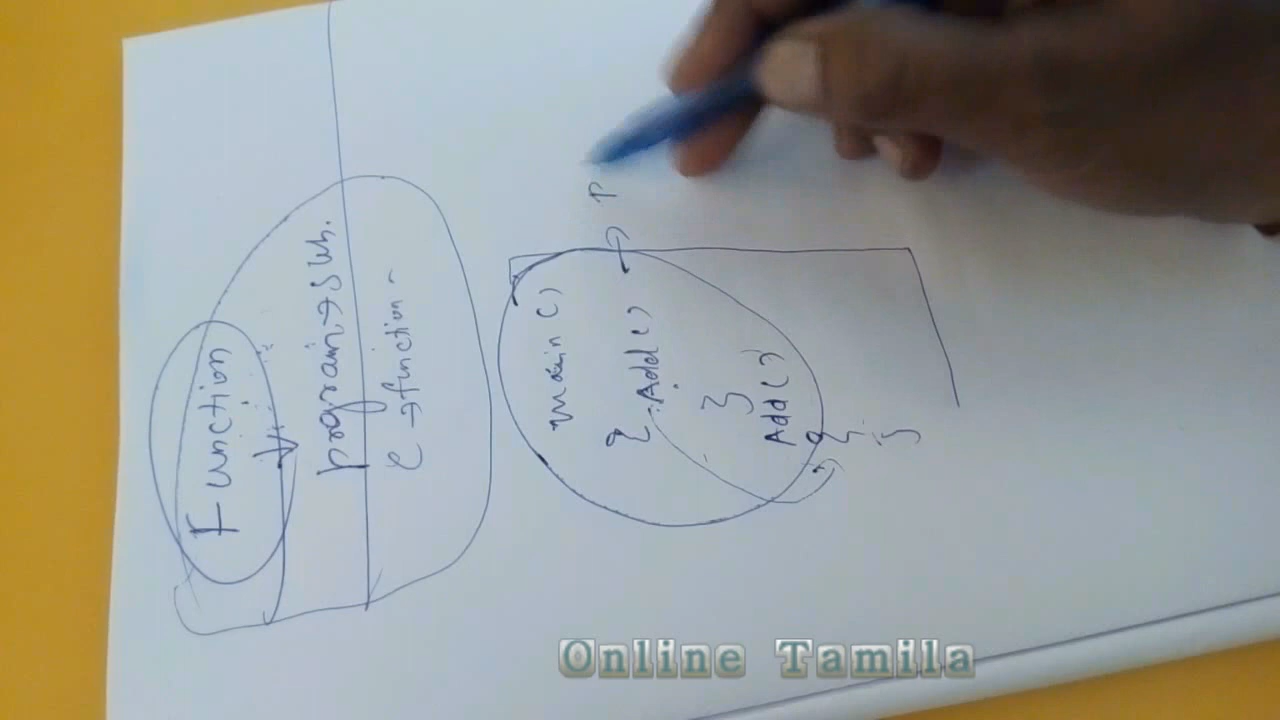 Function
program → sub.
C → function -
main ()
{ Add()
}
Add()
{
}
P
Online Tamila